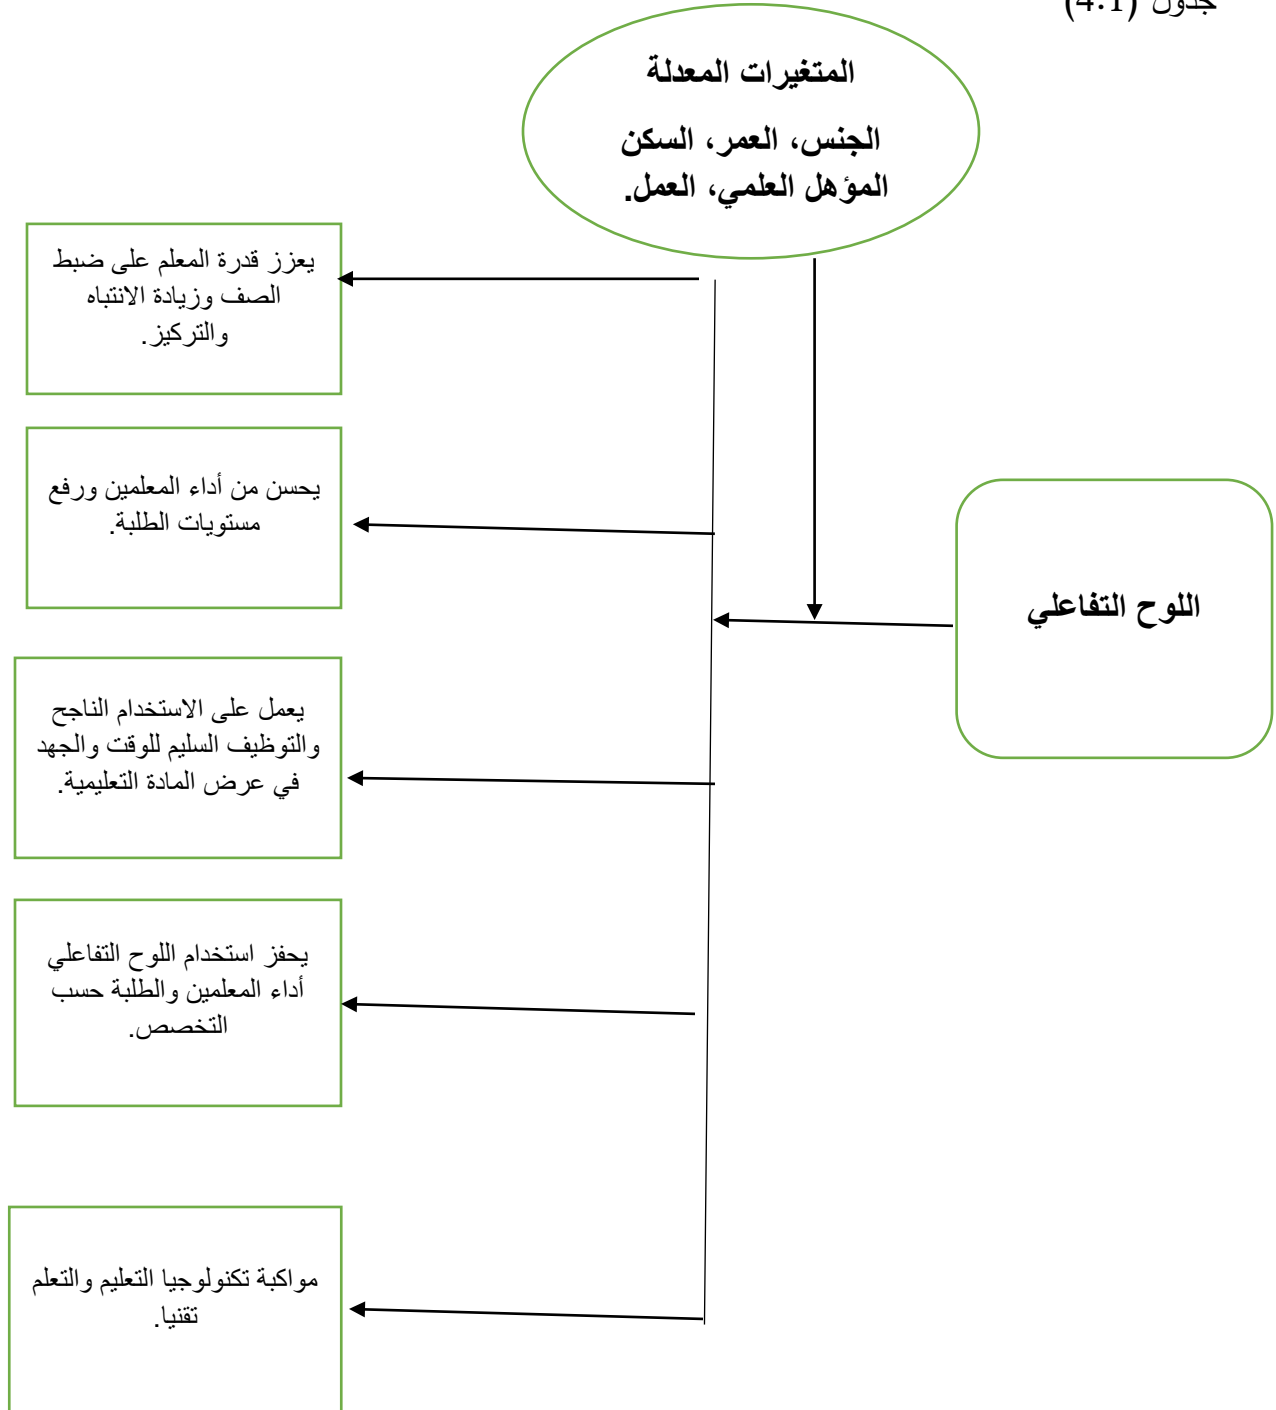 جدول (4.1)
المتغيرات المعدلة
الجنس، العمر، السكن
المؤهل العلمي، العمل.
يعزز قدرة المعلم على ضبط
الصف وزيادة الانتباه
والتركيز.
يحسن من أداء المعلمين ورفع
مستويات الطلبة.
اللوح التفاعلي
يعمل على الاستخدام الناجح
والتوظيف السليم للوقت والجهد
في عرض المادة التعليمية.
يحفز استخدام اللوح التفاعلي
أداء المعلمين والطلبة حسب
التخصص.
مواكبة تكنولوجيا التعليم والتعلم
تقنيا.